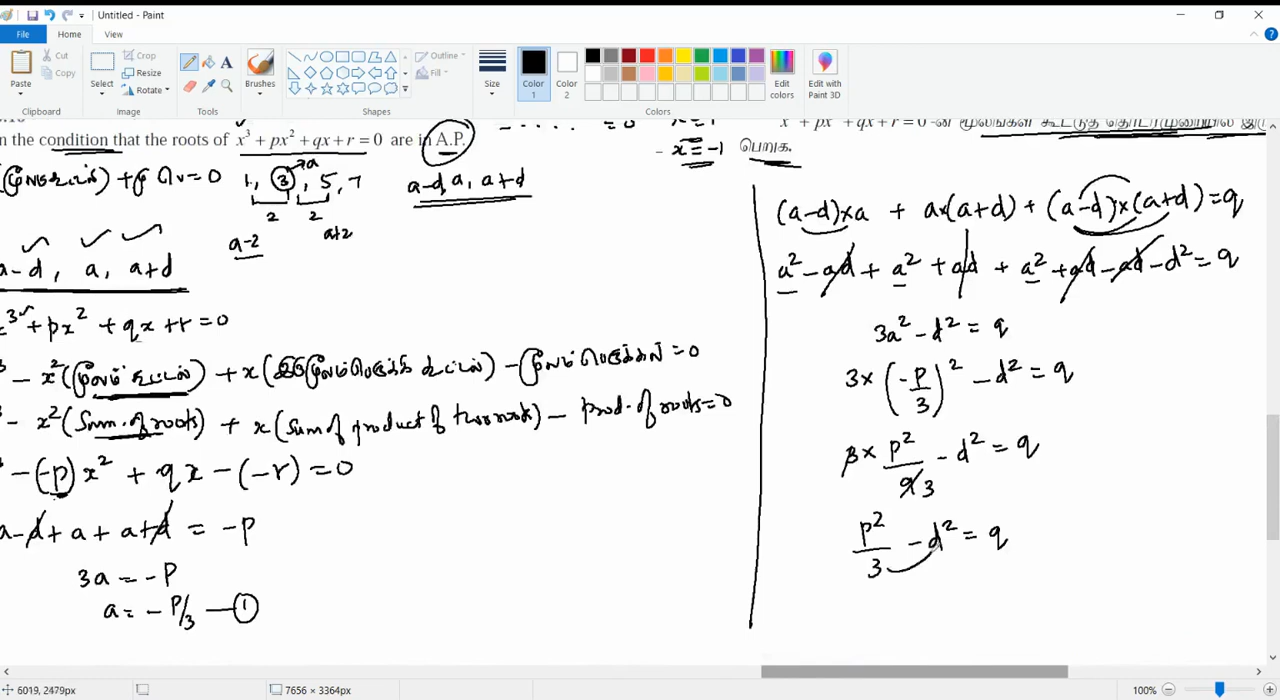 Untitled - Paint
File Home View
Cut
Copy
Paste
Clipboard
Select
Crop
Resize
Rotate
Image
Tools
Brushes
Outline
Fill
Shapes
Size
Color 1
Color 2
Edit colors
Colors
Edit with Paint 3D
n the condition that the roots of x³ + px² + qx + r = 0 are in A.P.
- . . . . . = 0
x = -1
பெறுக.
1, 3, 5, 7
a
2 2
a-2 a+2
a-d, a, a+d
a-d, a, a+d
x³ + px² + qx + r = 0
- x² (Sum. of roots) + x (Sum of product of two roots) - prod. of roots = 0
- (-p)x² + qx - (-r) = 0
a-d + a + a+d = -p
3a = -p
a = -p/3 —①
(a-d)×a + a×(a+d) + (a-d)×(a+d) = q
a² - ad + a² + ad + a² + ad - ad - d² = q
3a² - d² = q
3× (-p/3)² - d² = q
3× p²/9 3 - d² = q
p²/3 - d² = q
6019, 2479px
7656 × 3364px
100%